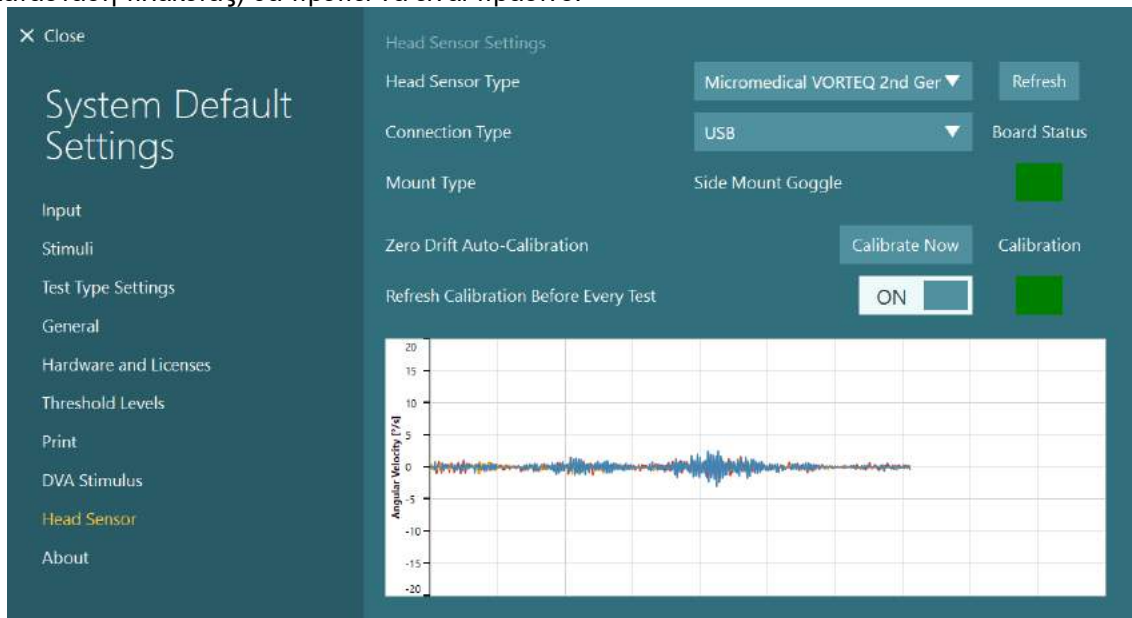 × Close
System Default
Settings
Input
Stimuli
Test Type Settings
General
Hardware and Licenses
Threshold Levels
Print
DVA Stimulus
Head Sensor
About
Head Sensor Settings
Head Sensor Type
Micromedical VORTEQ 2nd Ger
Refresh
Connection Type
USB
Board Status
Mount Type
Side Mount Goggle
Zero Drift Auto-Calibration
Calibrate Now
Calibration
Refresh Calibration Before Every Test
ON
Angular Velocity [°/s]
20
15
10
5
0
-5
-10
-15
-20